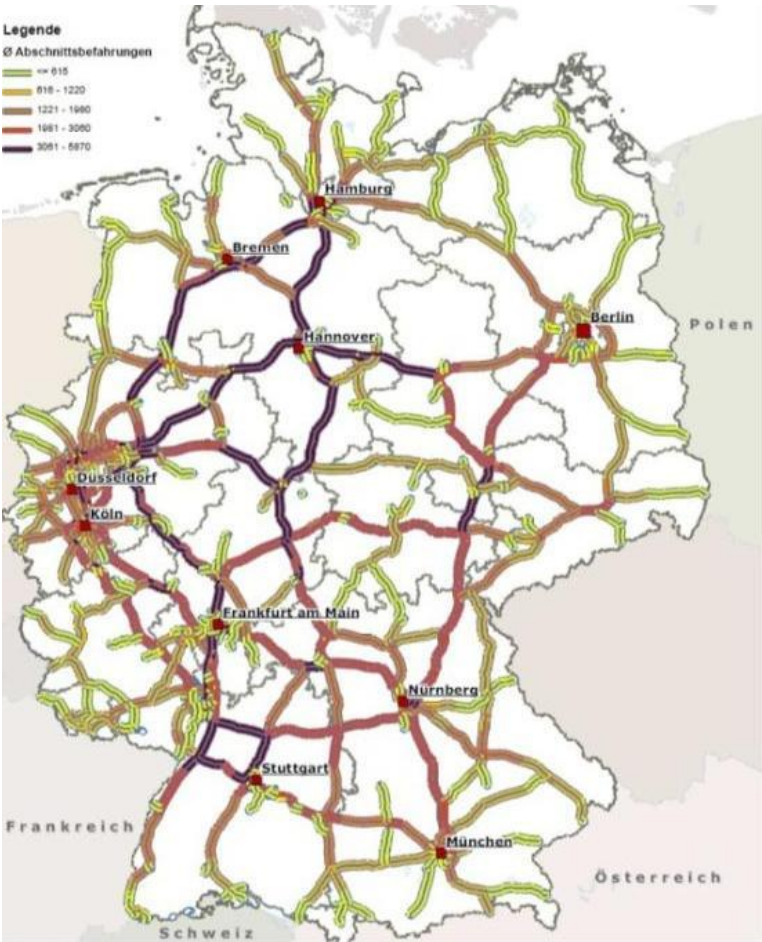 Legende
Ø Abschnittsbefahrungen
<= 615
616 - 1220
1221 - 1980
1981 - 3060
3061 - 5870
Hamburg
Bremen
Berlin
Polen
Hannover
Düsseldorf
Köln
Frankfurt am Main
Nürnberg
Stuttgart
Frankreich
München
Österreich
Schweiz